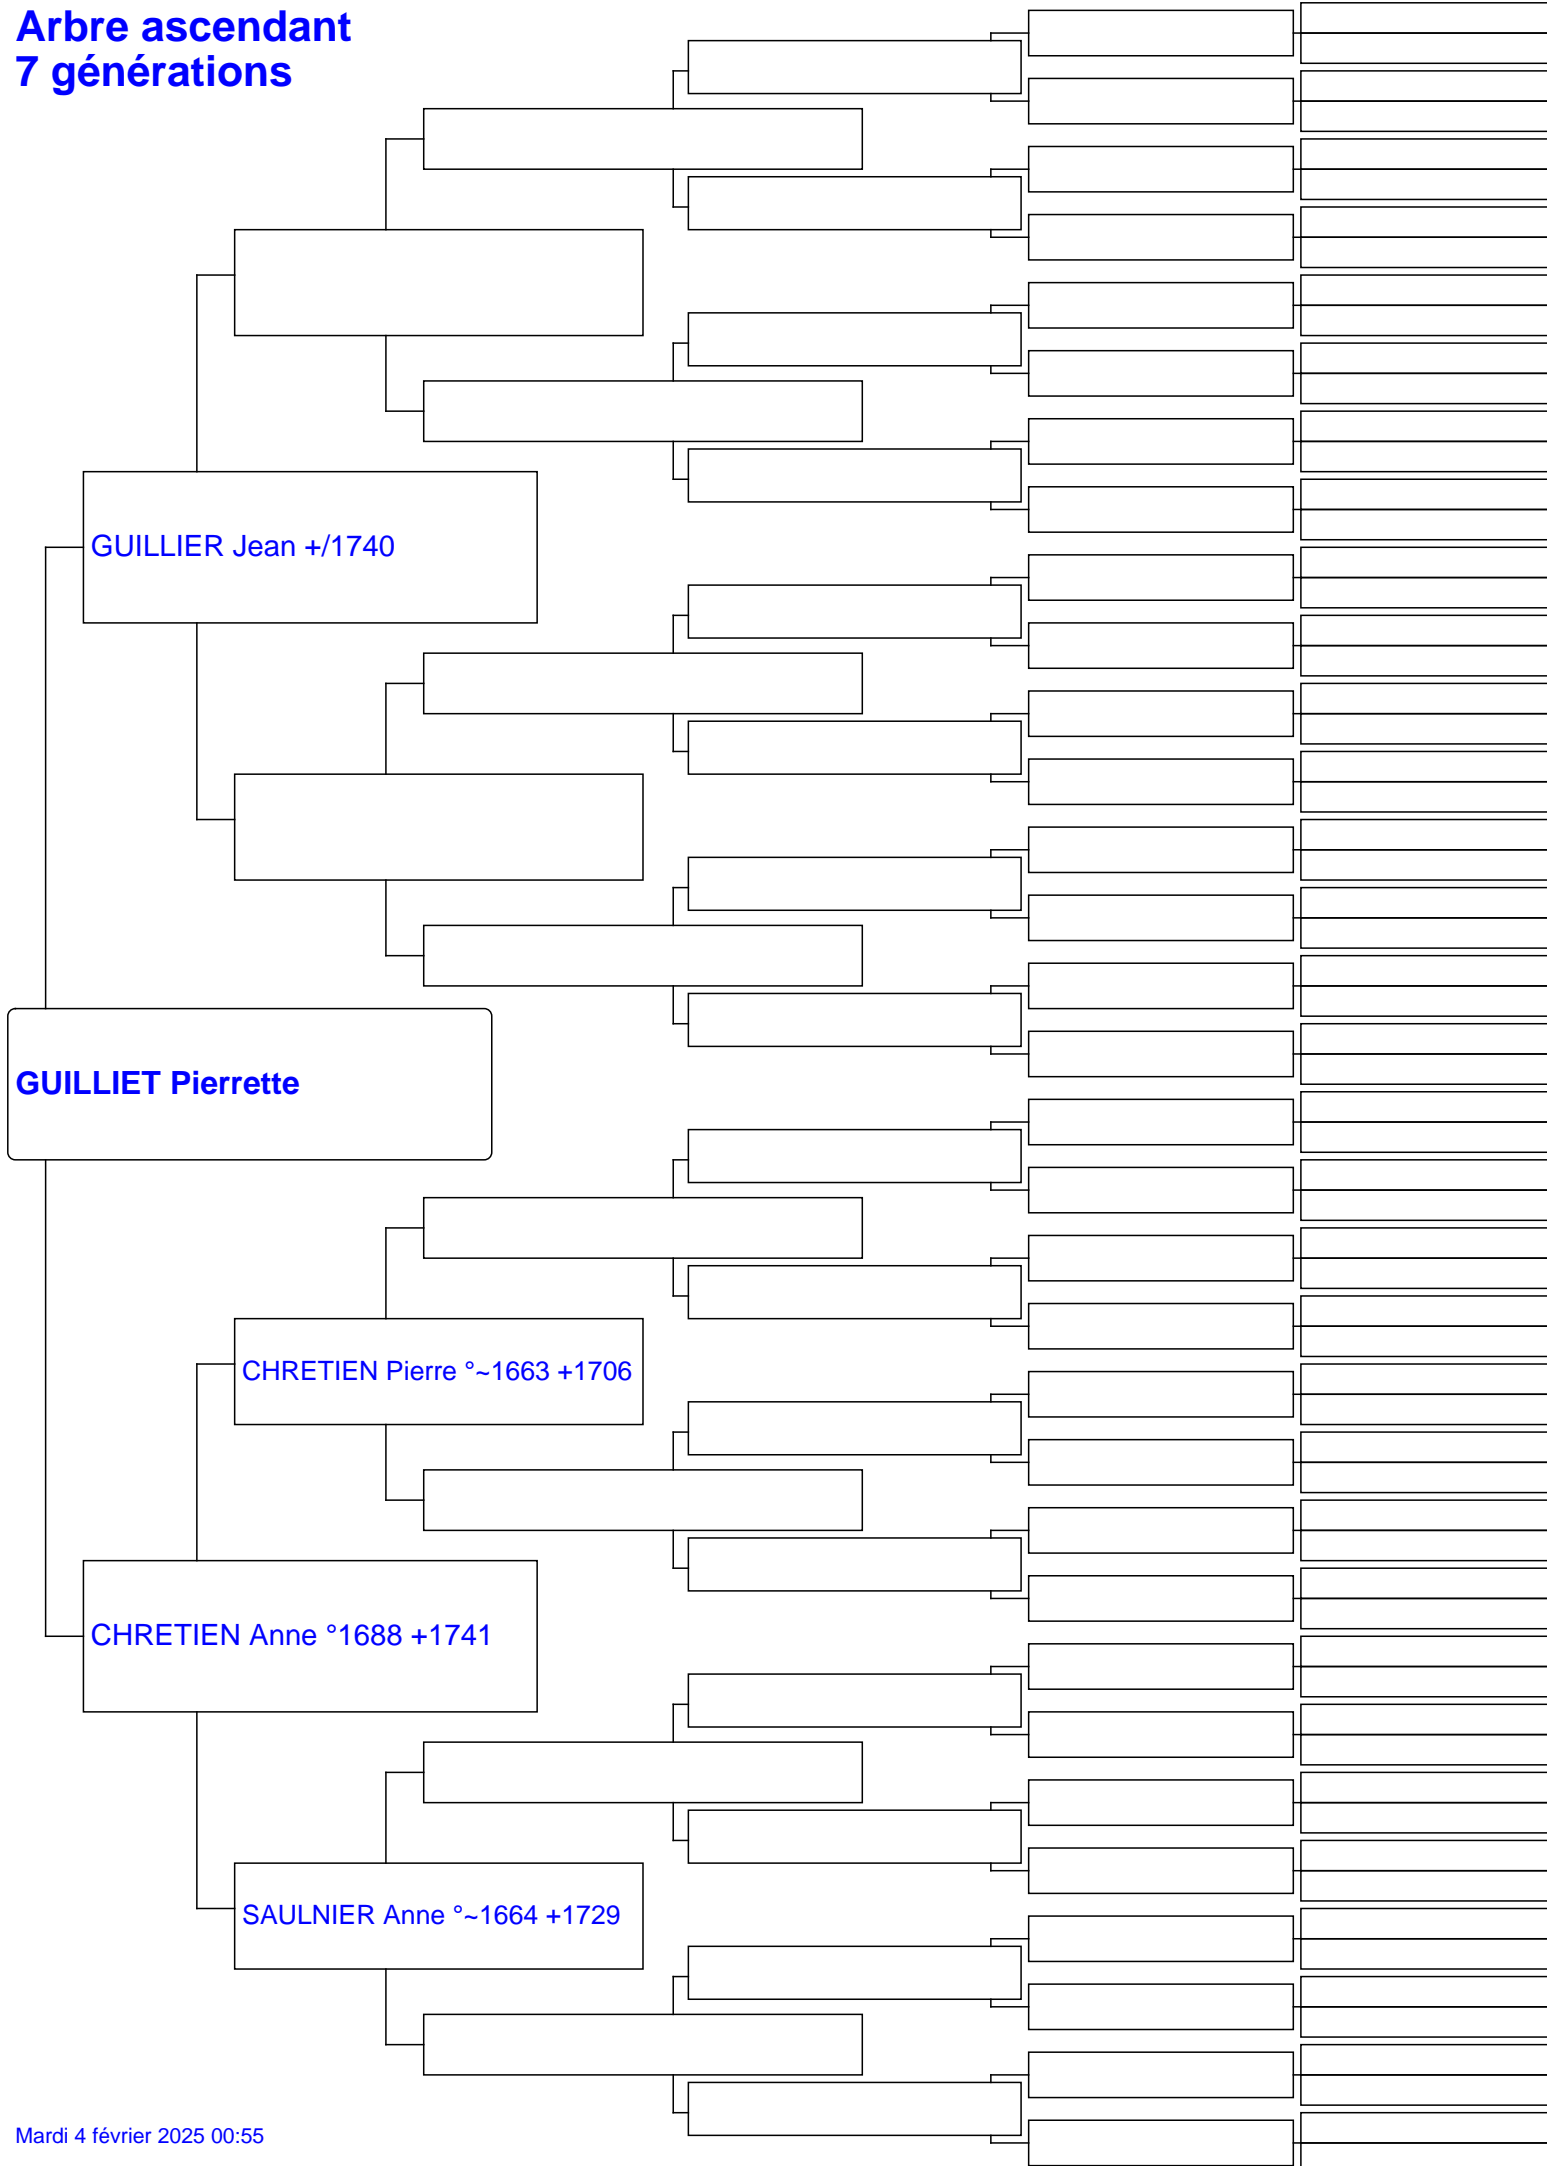 Arbre ascendant
7 générations
GUILLIER Jean +/1740
GUILLIET Pierrette
CHRETIEN Pierre °~1663 +1706
CHRETIEN Anne °1688 +1741
SAULNIER Anne °~1664 +1729
Mardi 4 février 2025 00:55